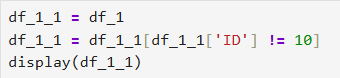 df_1_1 = df_1
df_1_1 = df_1_1[df_1_1['ID'] != 10]
display(df_1_1)